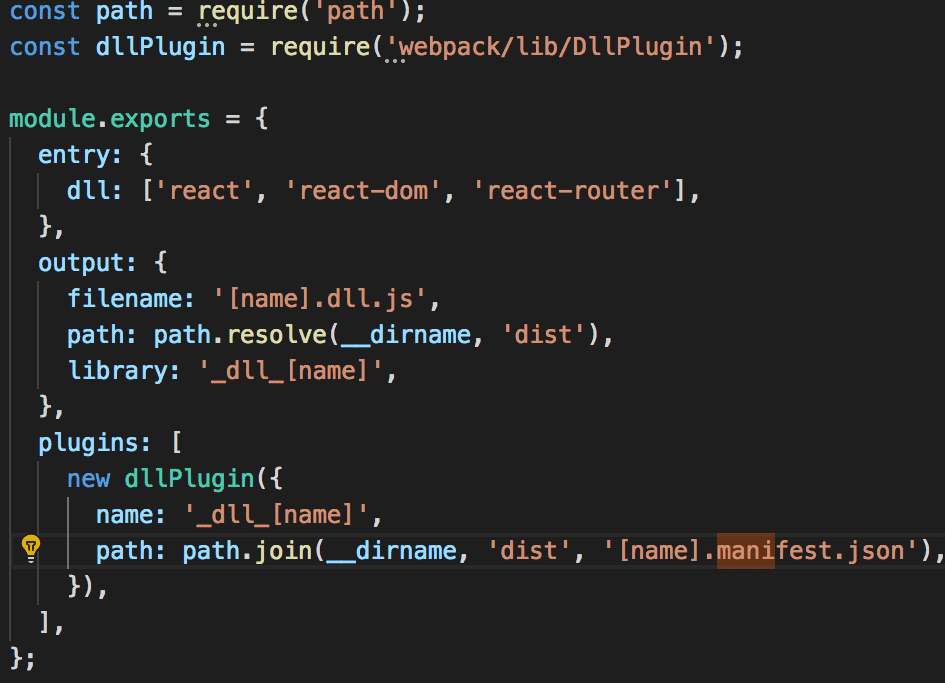 const path = require('path');
const dllPlugin = require('webpack/lib/DllPlugin');
module.exports = {
  entry: {
    dll: ['react', 'react-dom', 'react-router'],
  },
  output: {
    filename: '[name].dll.js',
    path: path.resolve(__dirname, 'dist'),
    library: '_dll_[name]',
  },
  plugins: [
    new dllPlugin({
      name: '_dll_[name]',
      path: path.join(__dirname, 'dist', '[name].manifest.json'),
    }),
  ],
};